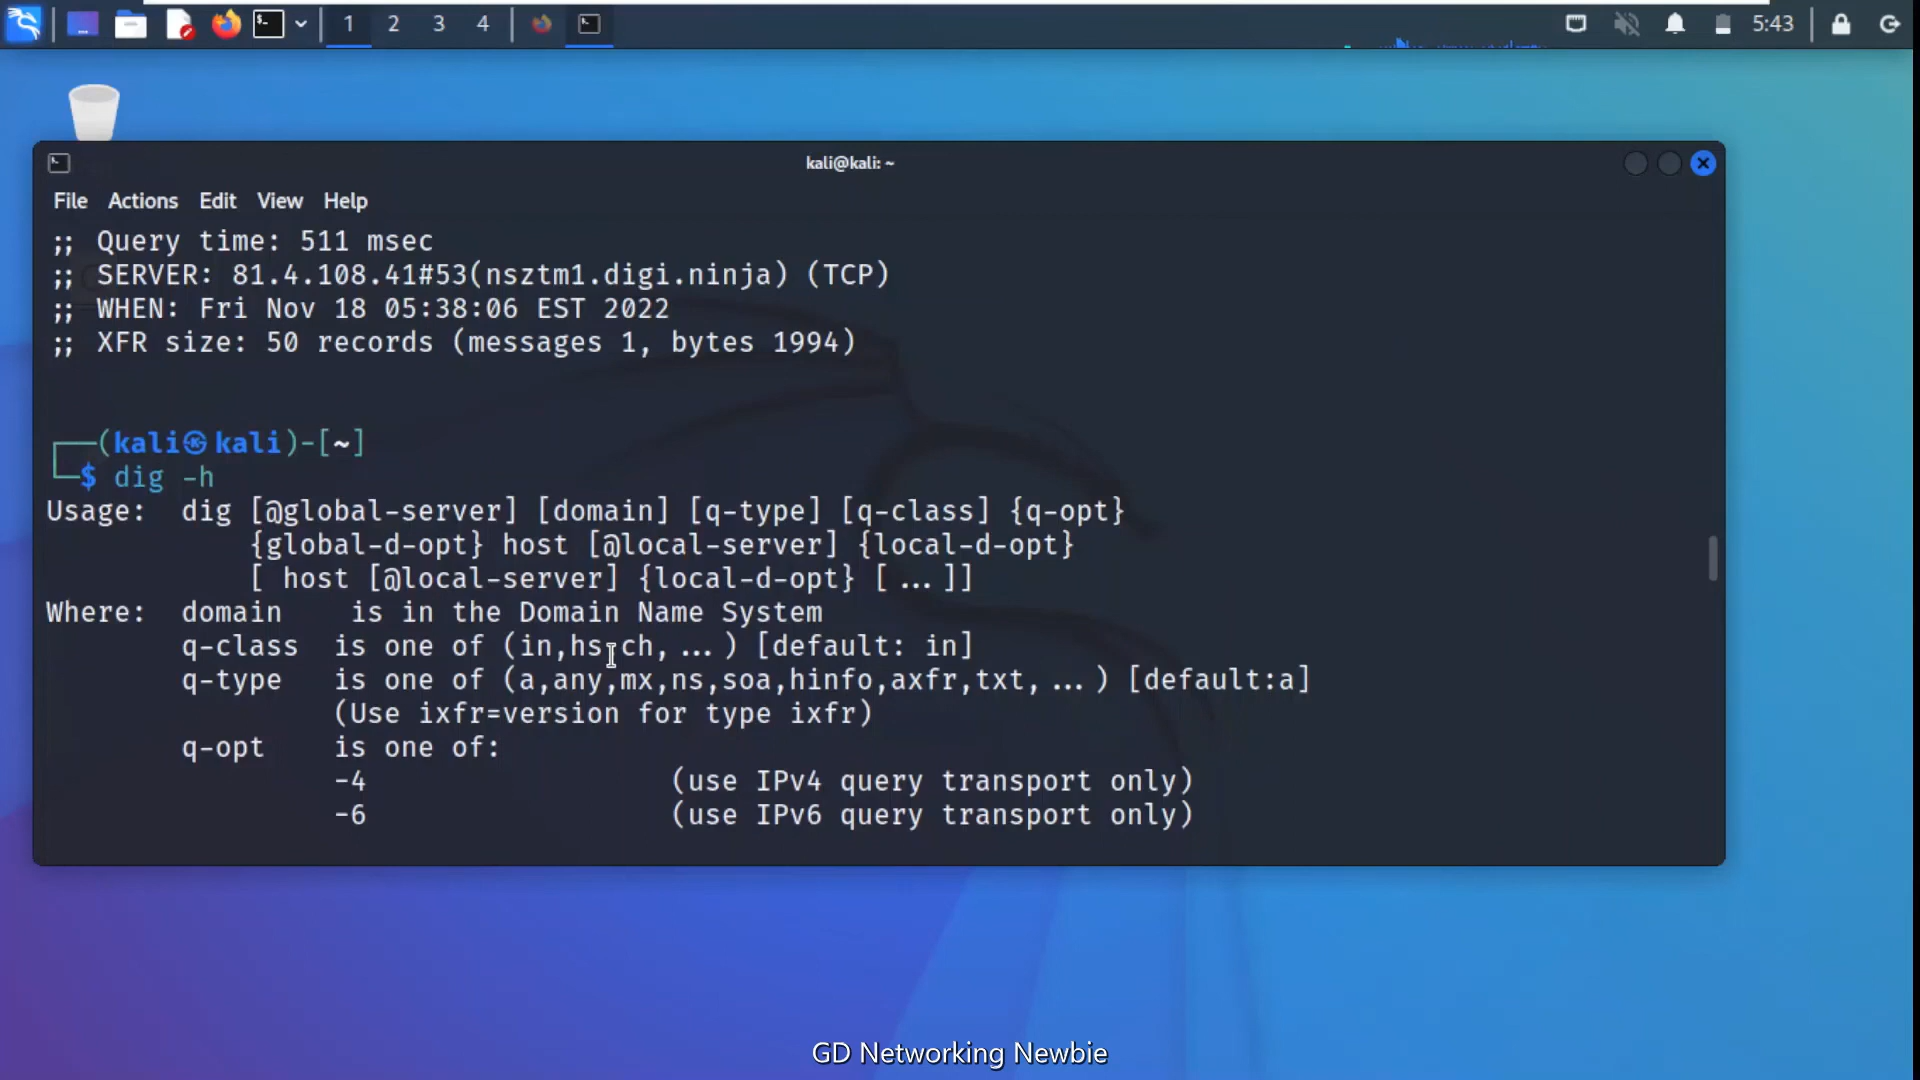 1 2 3 4 5:43
kali@kali: ~
File Actions Edit View Help
;; Query time: 511 msec
;; SERVER: 81.4.108.41#53(nsztm1.digi.ninja) (TCP)
;; WHEN: Fri Nov 18 05:38:06 EST 2022
;; XFR size: 50 records (messages 1, bytes 1994)
┌──(kali㉿kali)-[~]
└─$ dig -h
Usage:  dig [@global-server] [domain] [q-type] [q-class] {q-opt}
{global-d-opt} host [@local-server] {local-d-opt}
[ host [@local-server] {local-d-opt} [ ... ]]
Where:  domain    is in the Domain Name System
q-class  is one of (in,hs,ch, ... ) [default: in]
q-type   is one of (a,any,mx,ns,soa,hinfo,axfr,txt, ... ) [default:a]
(Use ixfr=version for type ixfr)
q-opt    is one of:
-4                  (use IPv4 query transport only)
-6                  (use IPv6 query transport only)
GD Networking Newbie